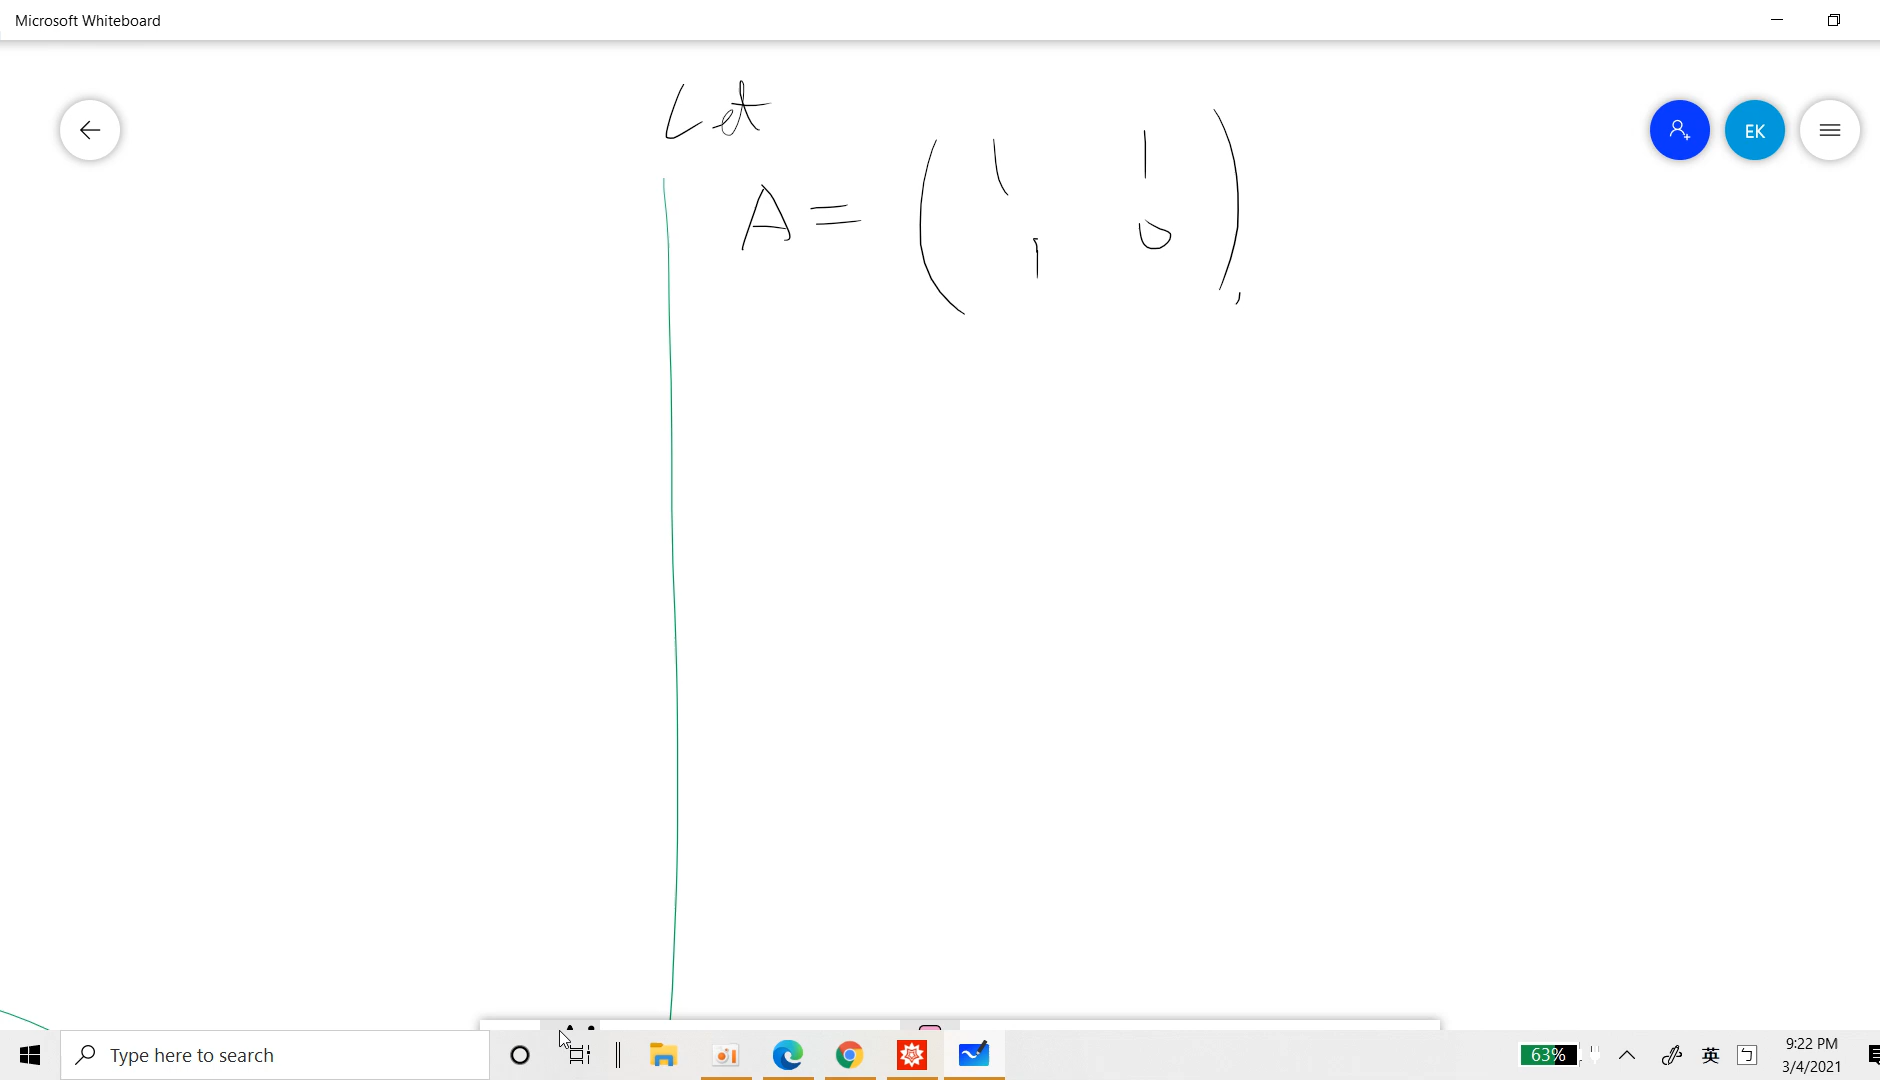 Microsoft Whiteboard
Let
EK
A = ( 1 1
1 0 ) ,
Type here to search
63%
英
ㄅ
9:22 PM
3/4/2021